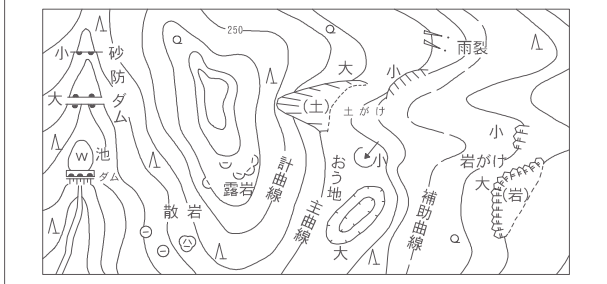 小 砂防ダム
大
池
W
ダム
250
大
(土)
土がけ
小
雨裂
小
岩がけ
大
(岩)
小
おう地
大
露岩
散岩
計曲線
主曲線
補助曲線